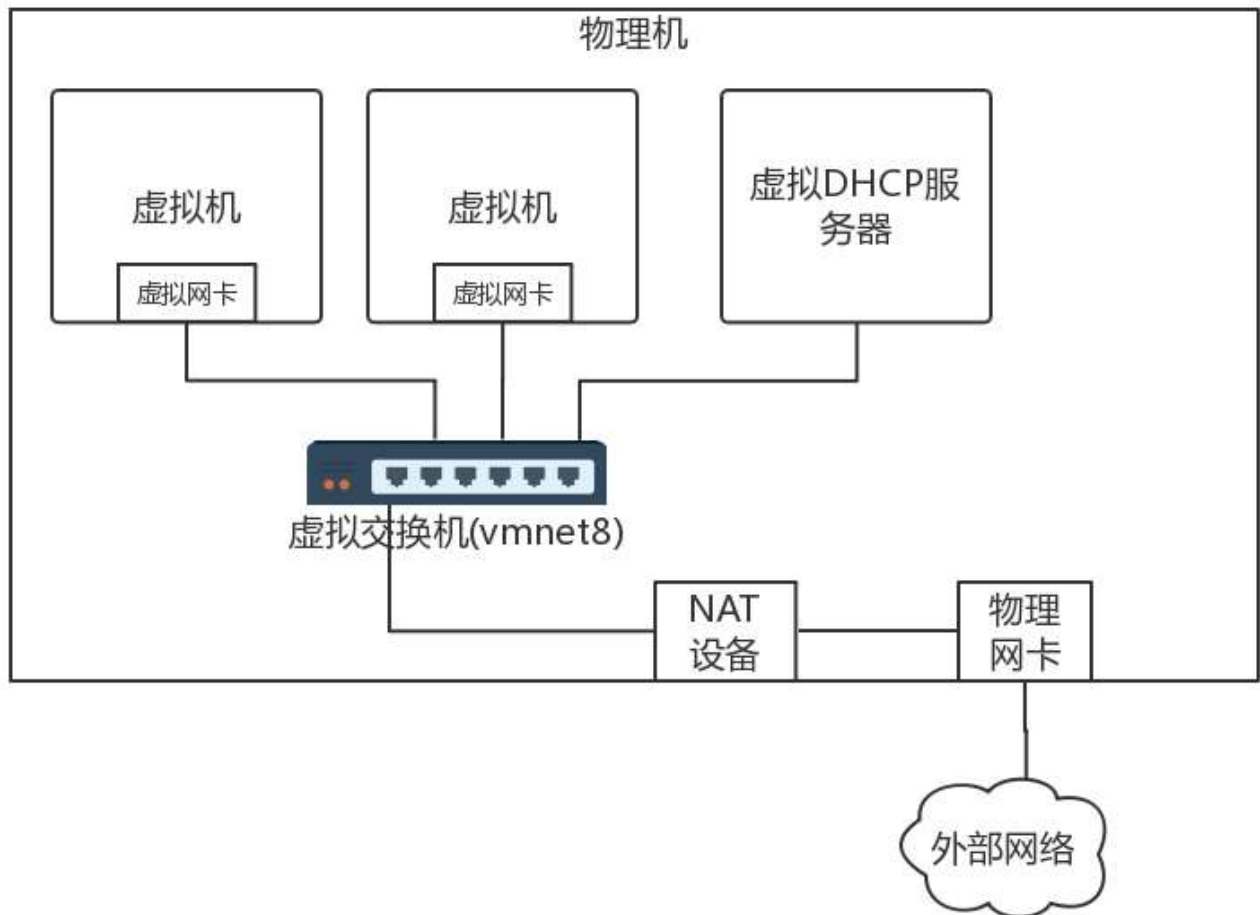 物理机
虚拟机
虚拟网卡
虚拟机
虚拟网卡
虚拟DHCP服
务器
虚拟交换机(vmnet8)
NAT
设备
物理
网卡
外部网络